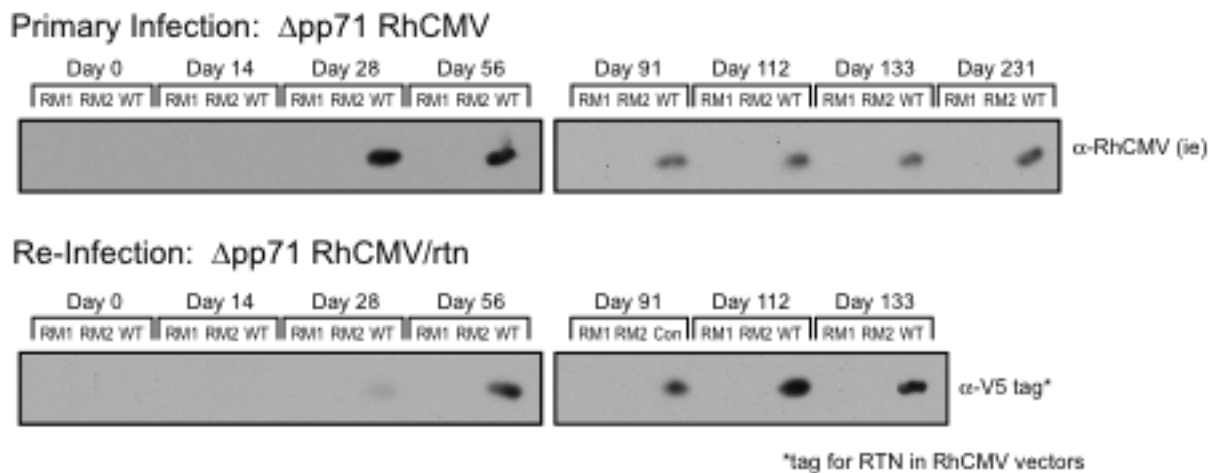 Primary Infection: Δpp71 RhCMV
Day 0 Day 14 Day 28 Day 56 Day 91 Day 112 Day 133 Day 231
RM1 RM2 WT RM1 RM2 WT RM1 RM2 WT RM1 RM2 WT RM1 RM2 WT RM1 RM2 WT RM1 RM2 WT RM1 RM2 WT
α-RhCMV (ie)
Re-Infection: Δpp71 RhCMV/rtn
Day 0 Day 14 Day 28 Day 56 Day 91 Day 112 Day 133
RM1 RM2 WT RM1 RM2 WT RM1 RM2 WT RM1 RM2 WT RM1 RM2 Con RM1 RM2 WT RM1 RM2 WT
α-V5 tag*
*tag for RTN in RhCMV vectors